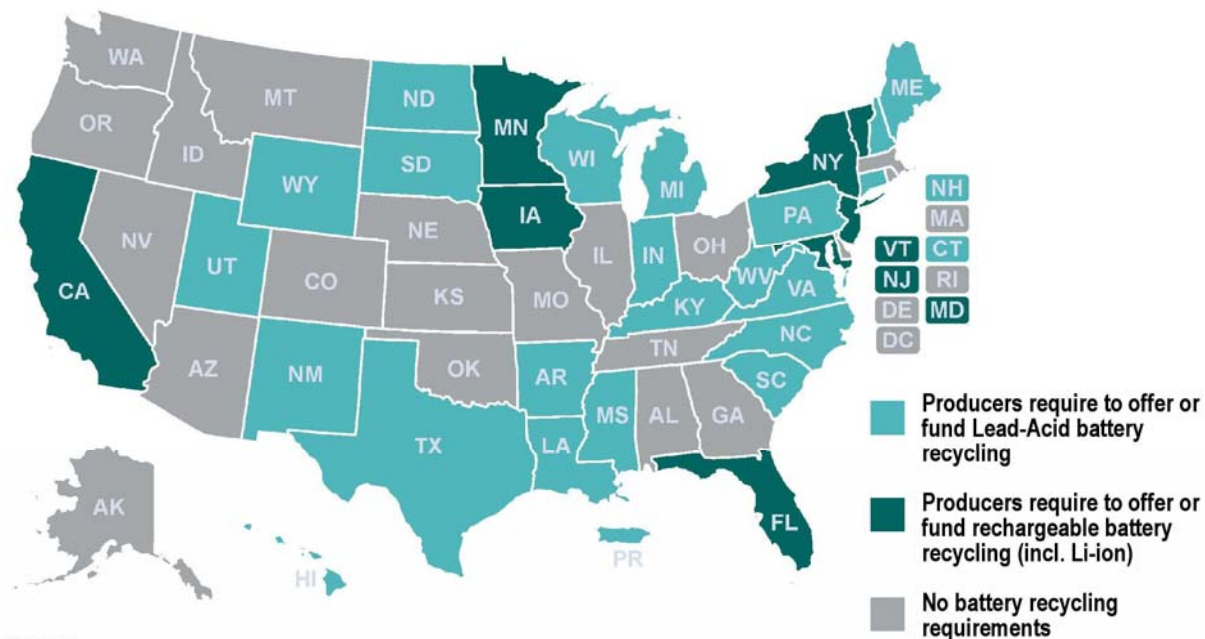 WA
MT
ND
MN
ME
OR
ID
SD
WI
MI
NY
WY
NH
IA
PA
MA
NE
NV
IL
IN
OH
VT
CT
UT
WV
CA
CO
KS
MO
KY
VA
NJ
RI
DE
MD
NC
DC
TN
AZ
OK
NM
AR
SC
MS
AL
GA
TX
LA
Producers require to offer or
fund Lead-Acid battery
recycling
AK
FL
Producers require to offer or
fund rechargeable battery
recycling (incl. Li-ion)
PR
HI
No battery recycling
requirements